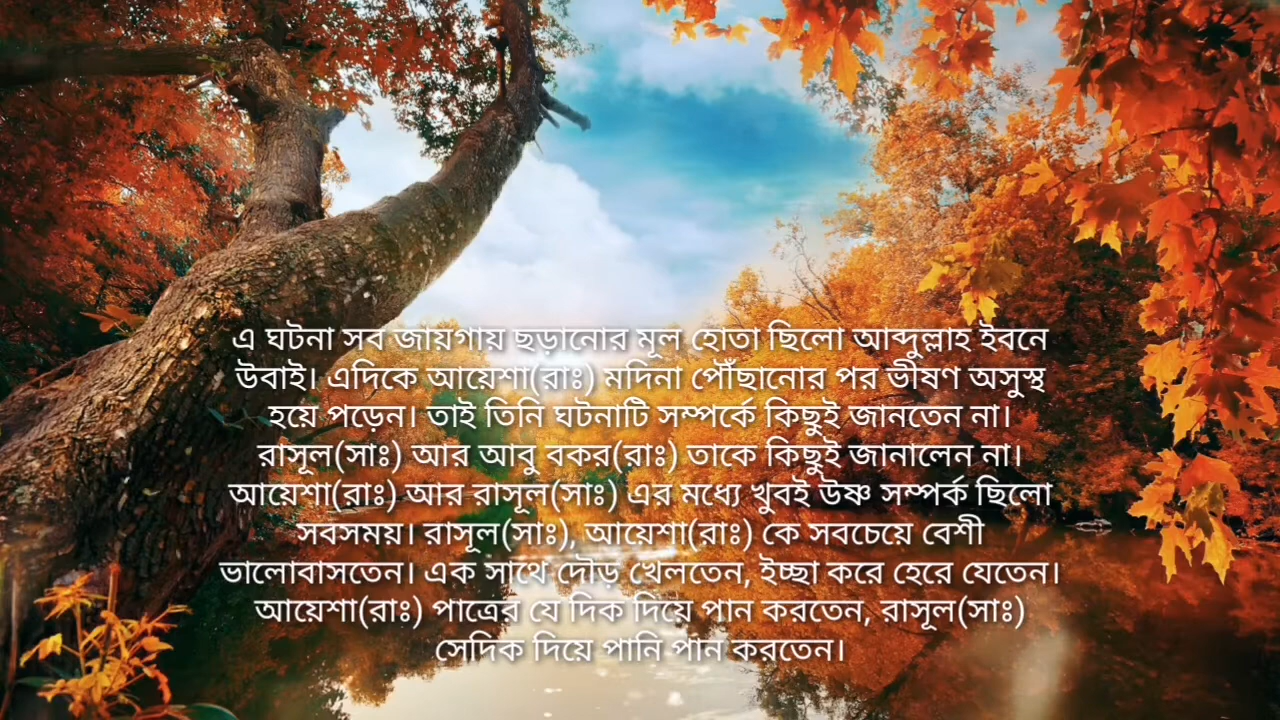 এ ঘটনা সব জায়গায় ছড়ানোর মূল হোতা ছিলো আব্দুল্লাহ ইবনে
উবাই। এদিকে আয়েশা(রাঃ) মদিনা পৌঁছানোর পর ভীষণ অসুস্থ
হয়ে পড়েন। তাই তিনি ঘটনাটি সম্পর্কে কিছুই জানতেন না।
রাসূল(সাঃ) আর আবু বকর(রাঃ) তাকে কিছুই জানালেন না।
আয়েশা(রাঃ) আর রাসূল(সাঃ) এর মধ্যে খুবই উষ্ণ সম্পর্ক ছিলো
সবসময়। রাসূল(সাঃ), আয়েশা(রাঃ) কে সবচেয়ে বেশী
ভালোবাসতেন। এক সাথে দৌড় খেলতেন, ইচ্ছা করে হেরে যেতেন।
আয়েশা(রাঃ) পাত্রের যে দিক দিয়ে পান করতেন, রাসূল(সাঃ)
সেদিক দিয়ে পানি পান করতেন।